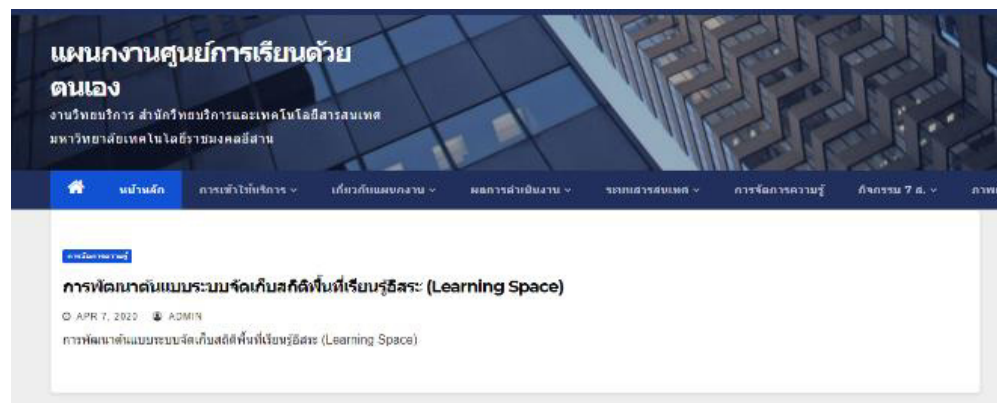 แผนกงานศูนย์การเรียนด้วย
ตนเอง
งานวิทยบริการ สำนักวิทยบริการและเทคโนโลยีสารสนเทศ
มหาวิทยาลัยเทคโนโลยีราชมงคลอีสาน
หน้าหลัก การเข้าใช้บริการ เกี่ยวกับแผนกงาน ผลการดำเนินงาน ระบบสารสนเทศ การจัดการความรู้ กิจกรรม 7 ส.
การจัดการความรู้
การพัฒนาต้นแบบระบบจัดเก็บสถิติพื้นที่เรียนรู้อิสระ (Learning Space)
APR 7, 2020 ADMIN
การพัฒนาต้นแบบระบบจัดเก็บสถิติพื้นที่เรียนรู้อิสระ (Learning Space)